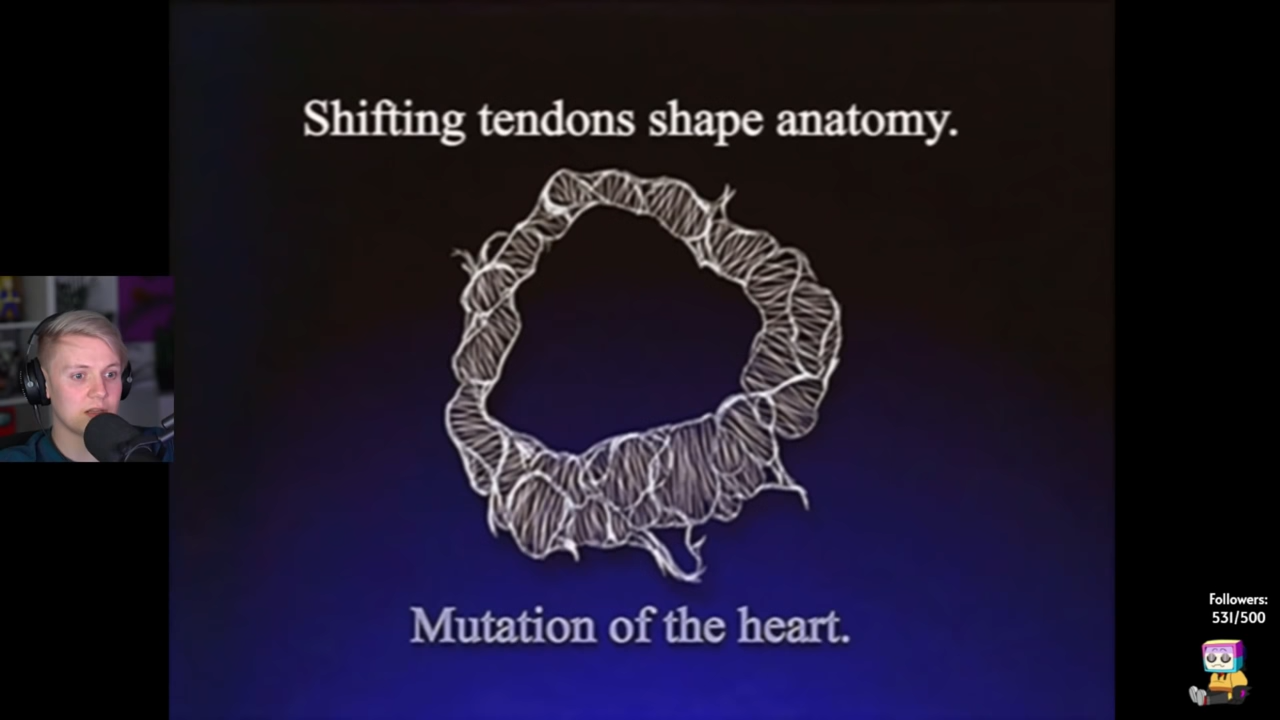 Shifting tendons shape anatomy.
Mutation of the heart.
Followers:
531/500